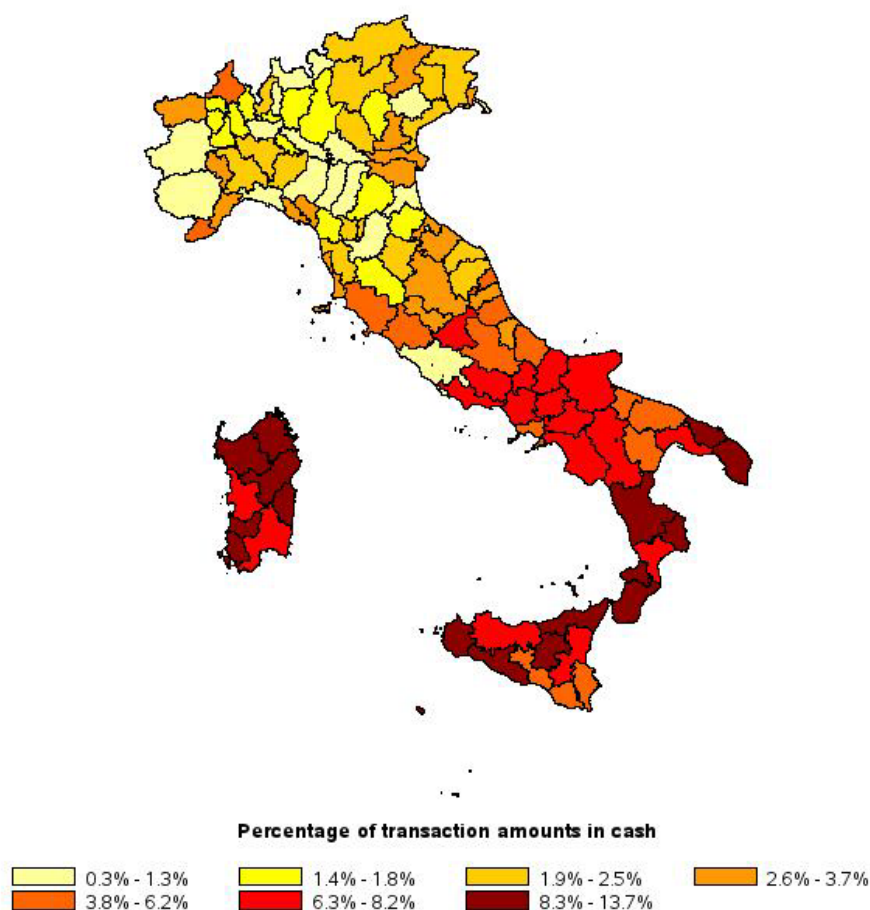 Percentage of transaction amounts in cash
0.3% - 1.3% 1.4% - 1.8% 1.9% - 2.5% 2.6% - 3.7%
3.8% - 6.2% 6.3% - 8.2% 8.3% - 13.7%